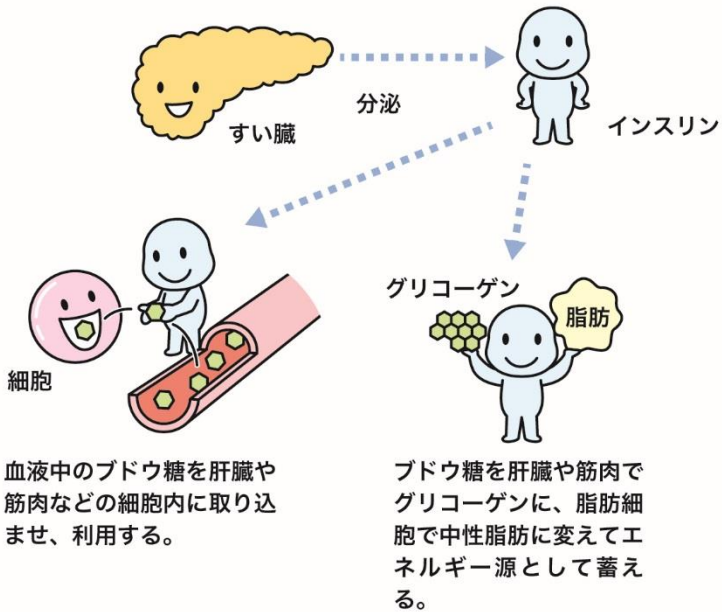 すい臓
分泌
インスリン
細胞
血液中のブドウ糖を肝臓や
筋肉などの細胞内に取り込
ませ、利用する。
グリコーゲン
脂肪
ブドウ糖を肝臓や筋肉で
グリコーゲンに、脂肪細
胞で中性脂肪に変えてエ
ネルギー源として蓄え
る。